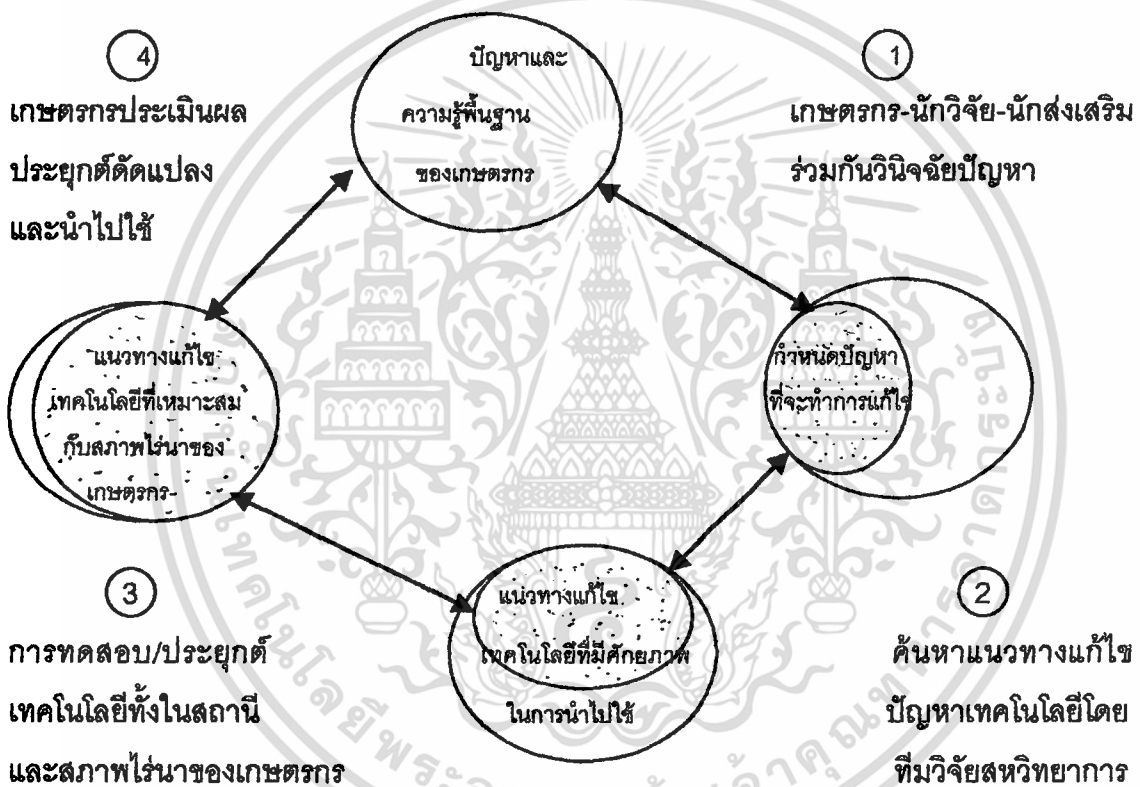 4
เกษตรกรประเมินผล
ประยุกต์ดัดแปลง
และนำไปใช้
ปัญหาและ
ความรู้พื้นฐาน
ของเกษตรกร
1
เกษตรกร-นักวิจัย-นักส่งเสริม
ร่วมกันวินิจฉัยปัญหา
แนวทางแก้ไข
เทคโนโลยีที่เหมาะสม
กับสภาพไร่นาของ
เกษตรกร
กำหนดปัญหา
ที่จะทำการแก้ไข
3
การทดสอบ/ประยุกต์
เทคโนโลยีทั้งในสถานี
และสภาพไร่นาของเกษตรกร
แนวทางแก้ไข
เทคโนโลยีที่มีศักยภาพ
ในการนำไปใช้
2
ค้นหาแนวทางแก้ไข
ปัญหาเทคโนโลยีโดย
ทีมวิจัยสหวิทยาการ